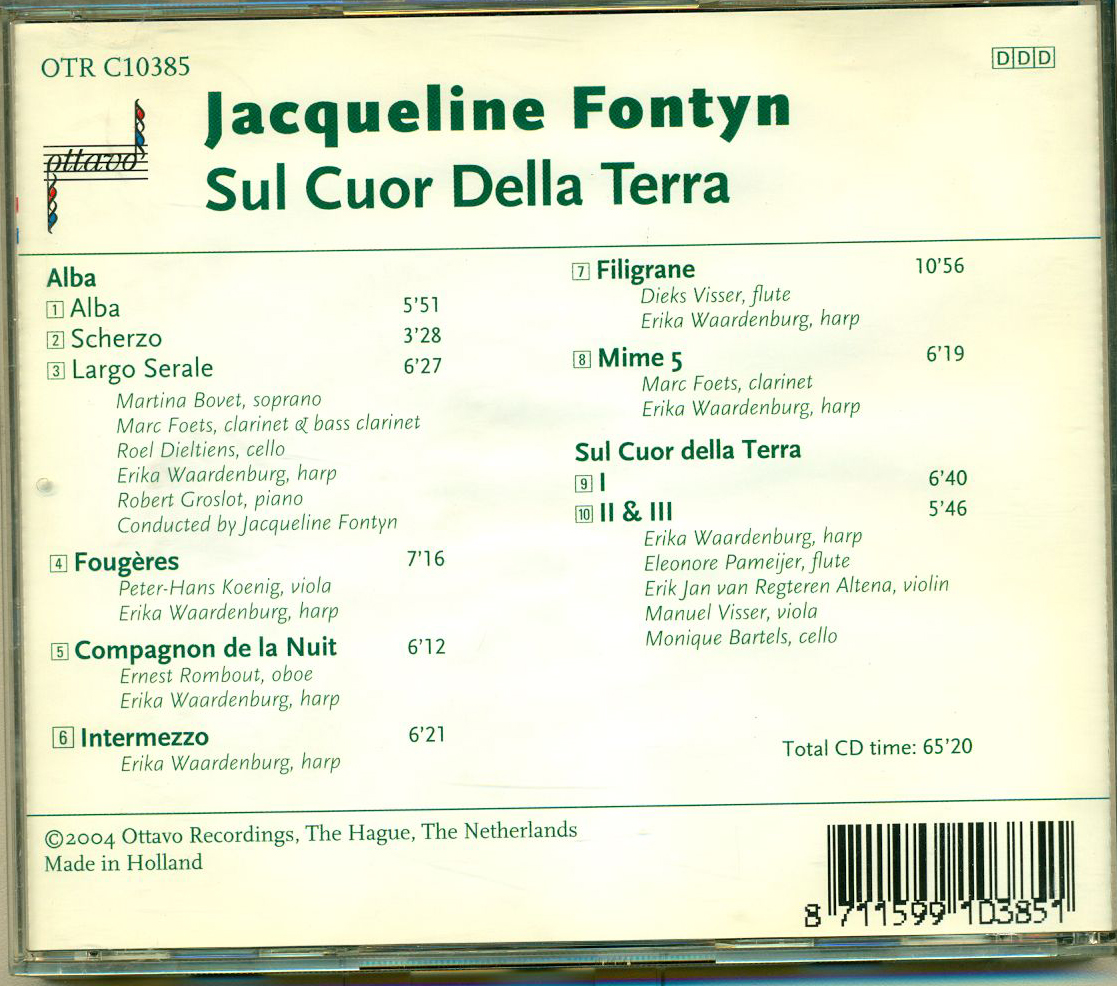 OTR C10385
DDD
ottavo
Jacqueline Fontyn
Sul Cuor Della Terra
Alba
1 Alba 5'51
2 Scherzo 3'28
3 Largo Serale 6'27
Martina Bovet, soprano
Marc Foets, clarinet & bass clarinet
Roel Dieltiens, cello
Erika Waardenburg, harp
Robert Groslot, piano
Conducted by Jacqueline Fontyn
4 Fougères 7'16
Peter-Hans Koenig, viola
Erika Waardenburg, harp
5 Compagnon de la Nuit 6'12
Ernest Rombout, oboe
Erika Waardenburg, harp
6 Intermezzo 6'21
Erika Waardenburg, harp
7 Filigrane 10'56
Dieks Visser, flute
Erika Waardenburg, harp
8 Mime 5 6'19
Marc Foets, clarinet
Erika Waardenburg, harp
Sul Cuor della Terra
9 I 6'40
10 II & III 5'46
Erika Waardenburg, harp
Eleonore Pameijer, flute
Erik Jan van Regteren Altena, violin
Manuel Visser, viola
Monique Bartels, cello
Total CD time: 65'20
©2004 Ottavo Recordings, The Hague, The Netherlands
Made in Holland
8 711599 103851